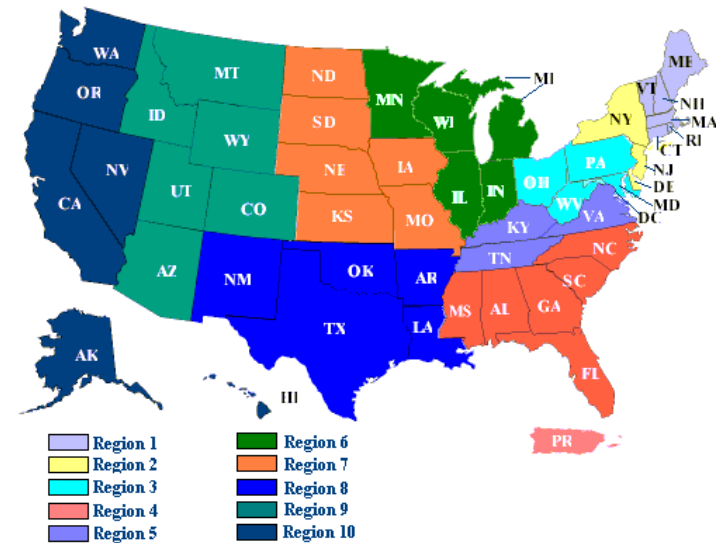 WA
MT
ND
MN
MI
ME
VT
NH
OR
ID
SD
WI
NY
MA
RI
WY
CT
NV
NE
IA
PA
NJ
UT
IL
IN
OH
DE
CA
CO
KS
MO
WV
MD
VA
DC
KY
AZ
NM
OK
AR
TN
NC
SC
TX
LA
MS
AL
GA
AK
FL
HI
PR
Region 1
Region 2
Region 3
Region 4
Region 5
Region 6
Region 7
Region 8
Region 9
Region 10